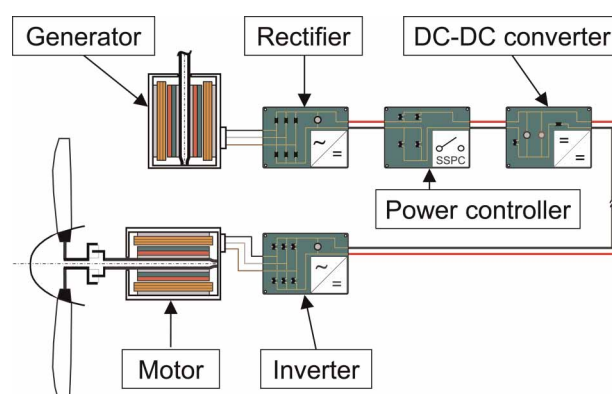 Generator
Rectifier
DC-DC converter
~
=
SSPC
=
=
Power controller
~
=
Motor
Inverter